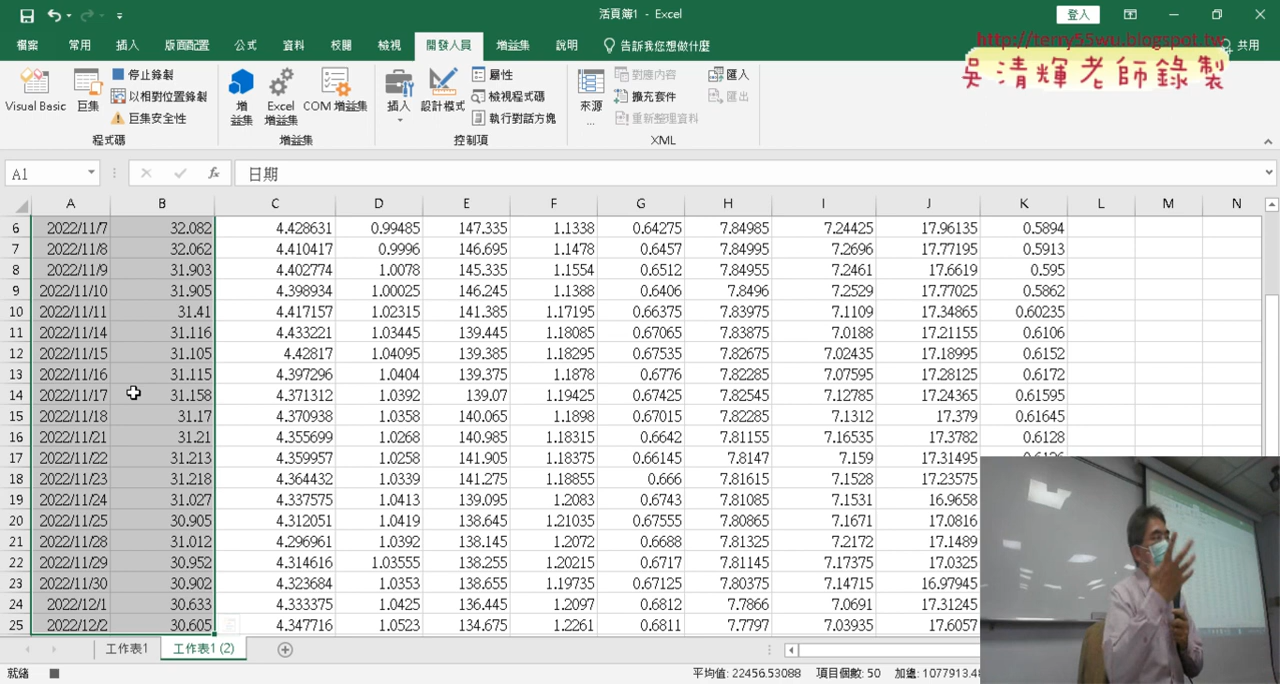 活頁簿1 - Excel
登入
http://terry55wu.blogspot.tw
吳清輝老師錄製
檔案 常用 插入 版面配置 公式 資料 校閱 檢視 開發人員 增益集 說明 告訴我您想做什麼 共用
Visual Basic 巨集 停止錄製 以相對位置錄製 巨集安全性 程式碼
增益集 Excel 增益集 COM 增益集 增益集
插入 設計模式 屬性 檢視程式碼 執行對話方塊 控制項
來源... 對應內容 擴充套件 重新整理資料 匯入 匯出 XML
A1 fx 日期
A B C D E F G H I J K L M N
6 2022/11/7 32.082 4.428631 0.99485 147.335 1.1338 0.64275 7.84985 7.24425 17.96135 0.5894
7 2022/11/8 32.062 4.410417 0.9996 146.695 1.1478 0.6457 7.84995 7.2696 17.77195 0.5913
8 2022/11/9 31.903 4.402774 1.0078 145.335 1.1554 0.6512 7.84955 7.2461 17.6619 0.595
9 2022/11/10 31.905 4.398934 1.00025 146.245 1.1388 0.6406 7.8496 7.2529 17.77025 0.5862
10 2022/11/11 31.41 4.417157 1.02315 141.385 1.17195 0.66375 7.83975 7.1109 17.34865 0.60235
11 2022/11/14 31.116 4.433221 1.03445 139.445 1.18085 0.67065 7.83875 7.0188 17.21155 0.6106
12 2022/11/15 31.105 4.42817 1.04095 139.385 1.18295 0.67535 7.82675 7.02435 17.18995 0.6152
13 2022/11/16 31.115 4.397296 1.0404 139.375 1.1878 0.6776 7.82285 7.07595 17.28125 0.6172
14 2022/11/17 31.158 4.371312 1.0392 139.07 1.19425 0.67425 7.82545 7.12785 17.24365 0.61595
15 2022/11/18 31.17 4.370938 1.0358 140.065 1.1898 0.67015 7.82285 7.1312 17.379 0.61645
16 2022/11/21 31.21 4.355699 1.0268 140.985 1.18315 0.6642 7.81155 7.16535 17.3782 0.6128
17 2022/11/22 31.213 4.359957 1.0258 141.905 1.18375 0.66145 7.8147 7.159 17.31495
18 2022/11/23 31.218 4.364432 1.0339 141.275 1.18855 0.666 7.81615 7.1528 17.23575
19 2022/11/24 31.027 4.337575 1.0413 139.095 1.2083 0.6743 7.81085 7.1531 16.9658
20 2022/11/25 30.905 4.312051 1.0419 138.645 1.21035 0.67555 7.80865 7.1671 17.0816
21 2022/11/28 31.012 4.296961 1.0392 138.145 1.2072 0.6688 7.81325 7.2172 17.1489
22 2022/11/29 30.952 4.314616 1.03555 138.255 1.20215 0.6717 7.81145 7.17375 17.0325
23 2022/11/30 30.902 4.323684 1.0353 138.655 1.19735 0.67125 7.80375 7.14715 16.97945
24 2022/12/1 30.633 4.333375 1.0425 136.445 1.2097 0.6812 7.7866 7.0691 17.31245
25 2022/12/2 30.605 4.347716 1.0523 134.675 1.2261 0.6811 7.7797 7.03935 17.6057
工作表1 工作表1 (2)
就緒 平均值: 22456.53088 項目個數: 50 加總: 1077913.48